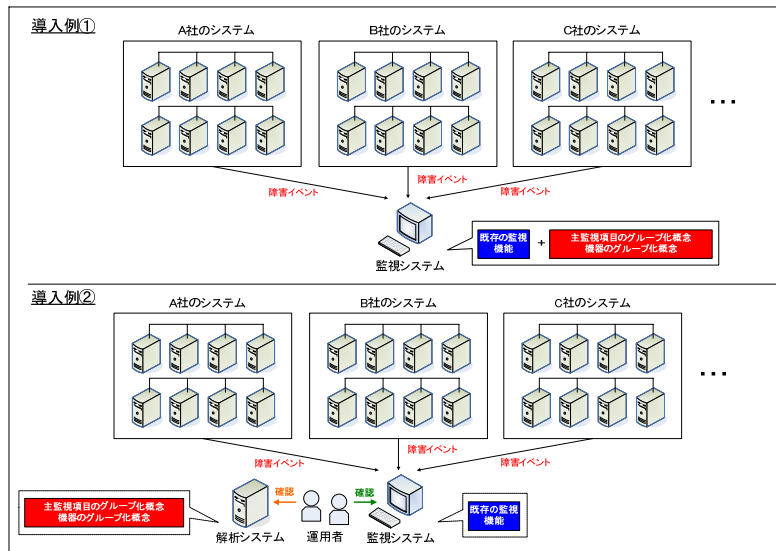 導入例①
A社のシステム
B社のシステム
C社のシステム
・・・
障害イベント
障害イベント
障害イベント
監視システム
既存の監視
機能
+
主監視項目のグループ化概念
機器のグループ化概念
導入例②
A社のシステム
B社のシステム
C社のシステム
・・・
障害イベント
障害イベント
障害イベント
主監視項目のグループ化概念
機器のグループ化概念
解析システム
確認
運用者
確認
監視システム
既存の監視
機能